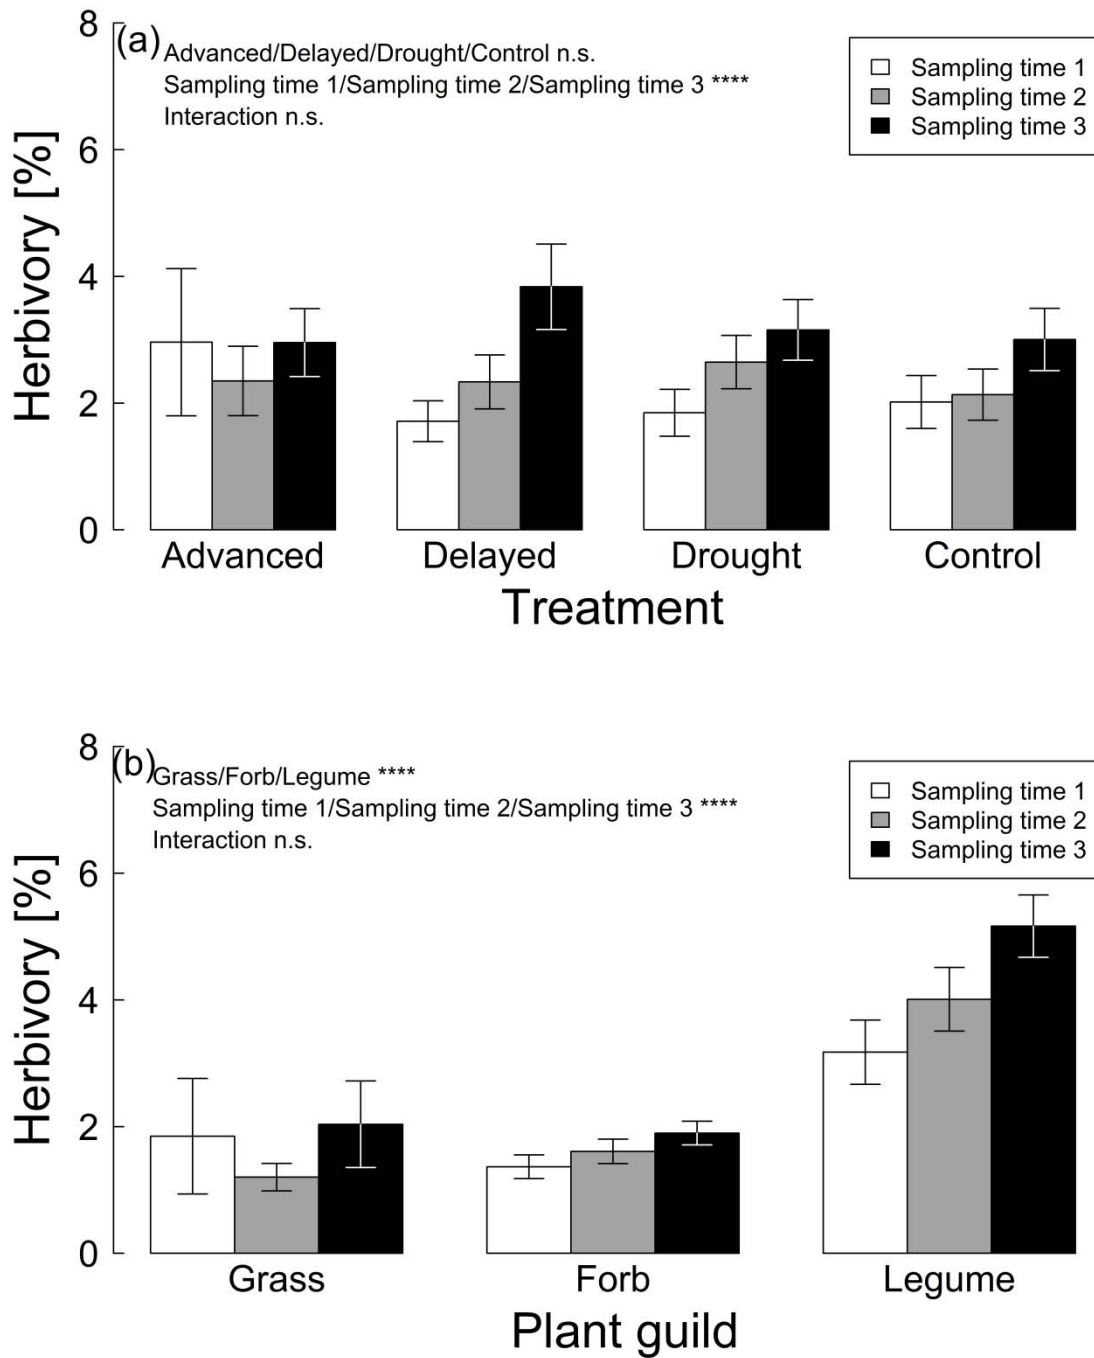 (a)
Advanced/Delayed/Drought/Control n.s.
Sampling time 1/Sampling time 2/Sampling time 3 ****
Interaction n.s.
Sampling time 1
Sampling time 2
Sampling time 3
Herbivory [%]
8
6
4
2
0
Advanced Delayed Drought Control
Treatment
(b)
Grass/Forb/Legume ****
Sampling time 1/Sampling time 2/Sampling time 3 ****
Interaction n.s.
Sampling time 1
Sampling time 2
Sampling time 3
Herbivory [%]
8
6
4
2
0
Grass Forb Legume
Plant guild